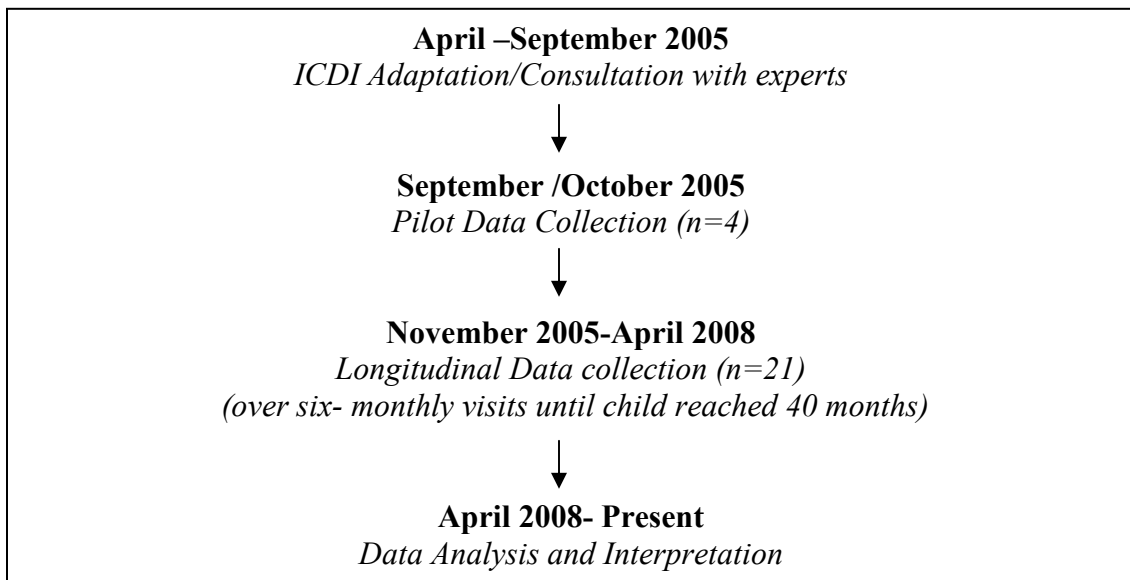 April –September 2005
ICDI Adaptation/Consultation with experts
September /October 2005
Pilot Data Collection (n=4)
November 2005-April 2008
Longitudinal Data collection (n=21)
(over six- monthly visits until child reached 40 months)
April 2008- Present
Data Analysis and Interpretation